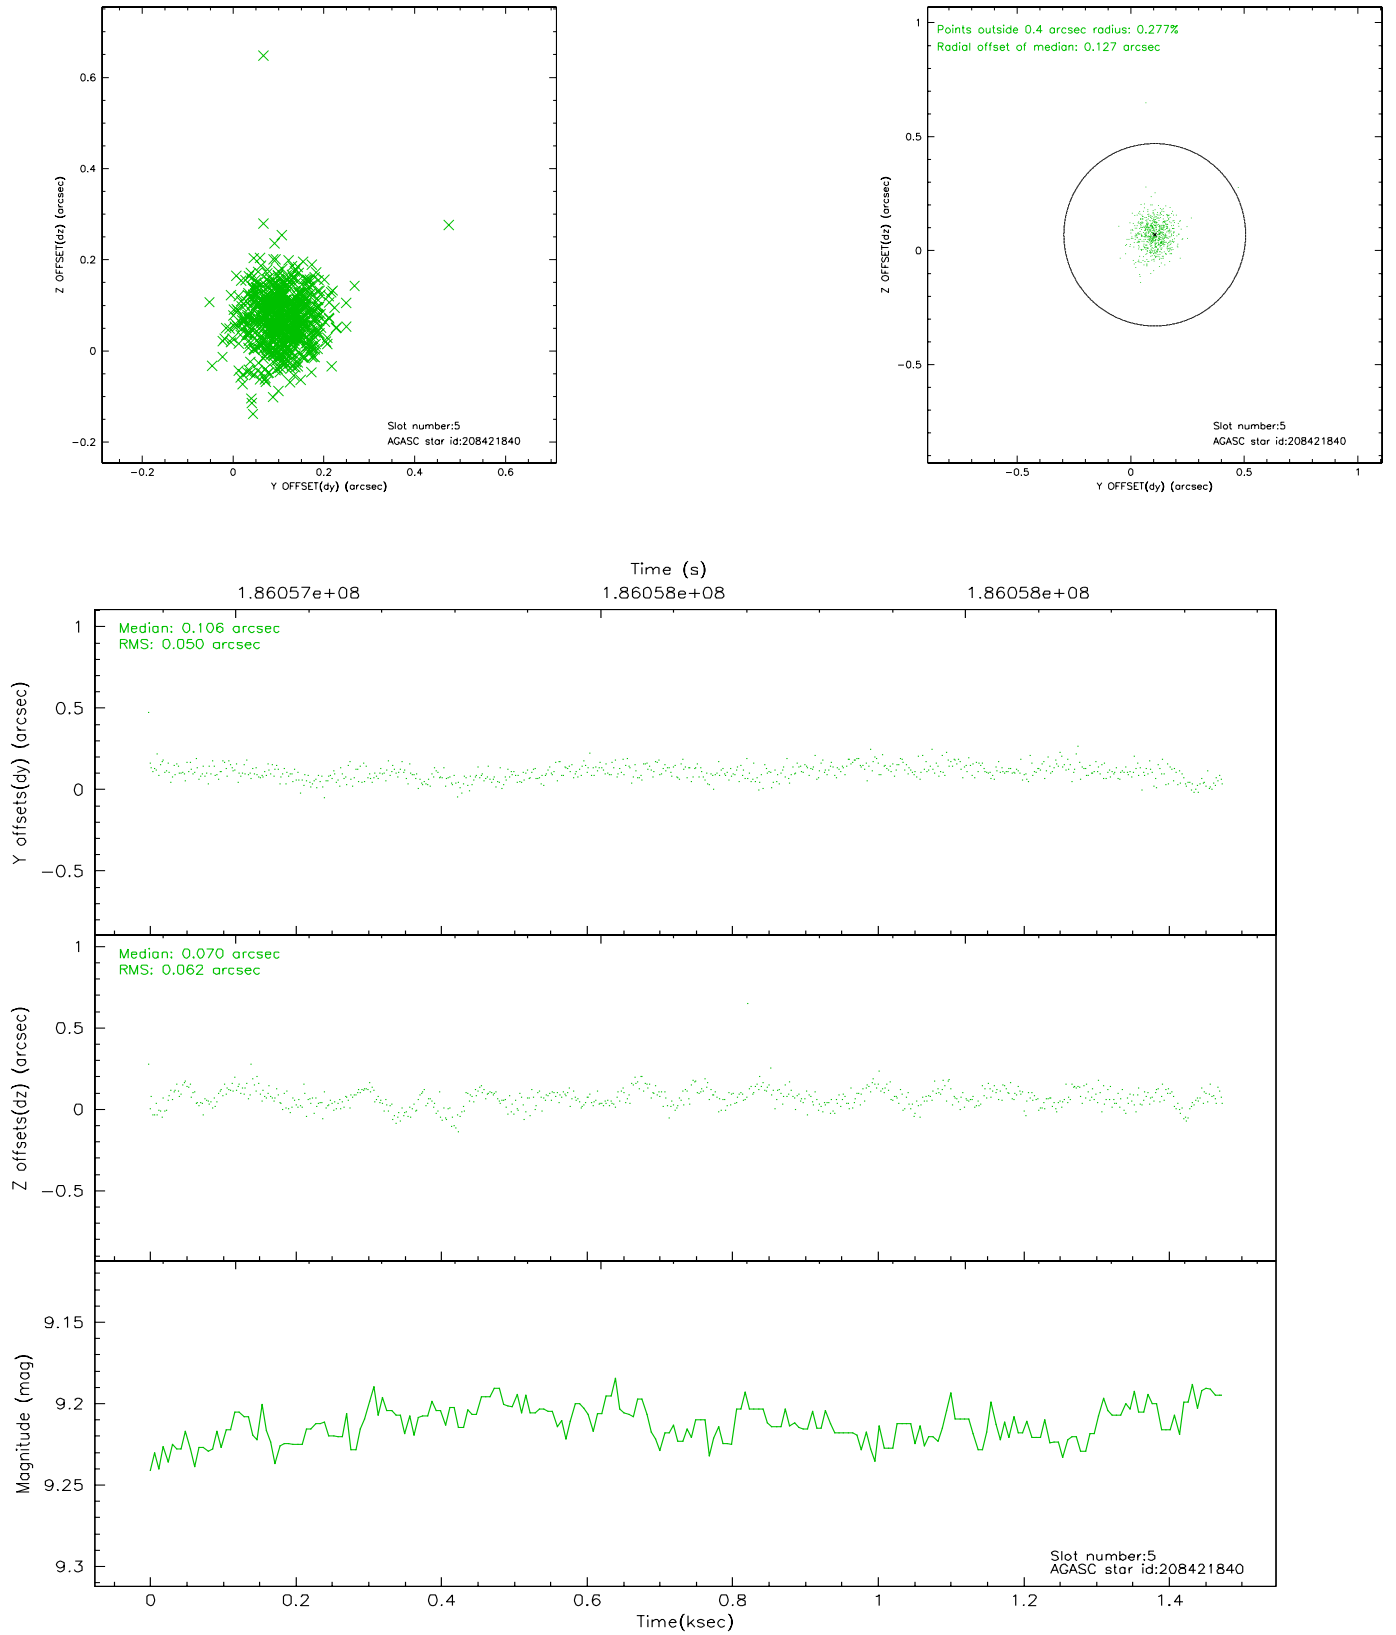 0.6
0.4
0.2
0
−0.2
Z OFFSET(dz) (arcsec)
Slot number:5
AGASC star id:208421840
−0.2 0 0.2 0.4 0.6
Y OFFSET(dy) (arcsec)
Points outside 0.4 arcsec radius: 0.277%
Radial offset of median: 0.127 arcsec
1
0.5
0
−0.5
Z OFFSET(dz) (arcsec)
Slot number:5
AGASC star id:208421840
−0.5 0 0.5 1
Y OFFSET(dy) (arcsec)
Time (s)
1.86057e+08 1.86058e+08 1.86058e+08
Median: 0.106 arcsec
RMS: 0.050 arcsec
1
0.5
0
−0.5
Y offsets(dy) (arcsec)
Median: 0.070 arcsec
RMS: 0.062 arcsec
1
0.5
0
−0.5
Z offsets(dz) (arcsec)
9.15
9.2
9.25
9.3
Magnitude (mag)
Slot number:5
AGASC star id:208421840
0 0.2 0.4 0.6 0.8 1 1.2 1.4
Time(ksec)